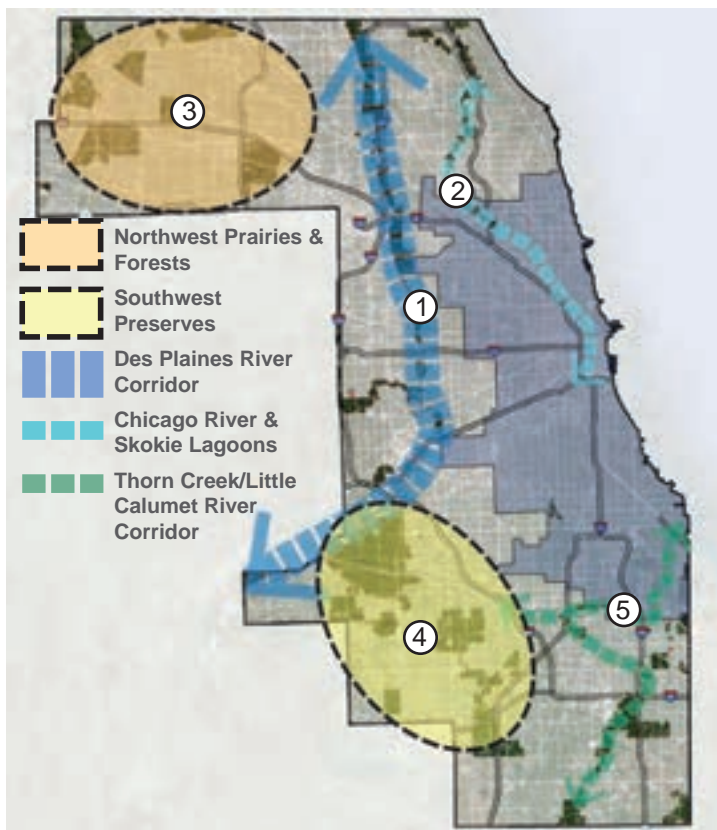 3
2
Northwest Prairies &
Forests
Southwest
Preserves
1
Des Plaines River
Corridor
Chicago River &
Skokie Lagoons
Thorn Creek/Little
Calumet River
Corridor
5
4